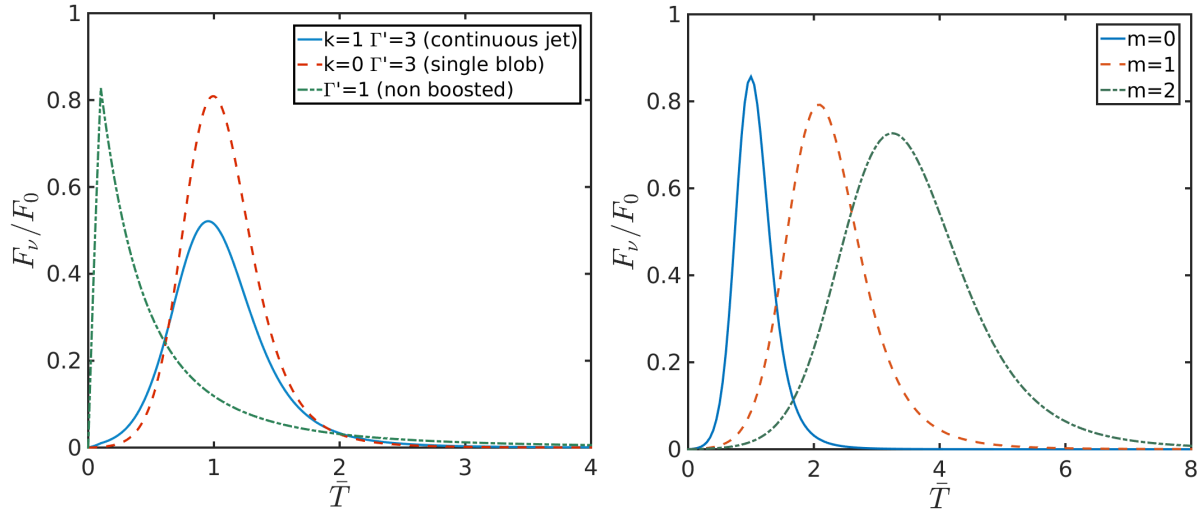 1
0.8
0.6
0.4
0.2
0
F_ν/F_0
0 1 2 3 4
T̄
k=1 Γ'=3 (continuous jet)
k=0 Γ'=3 (single blob)
Γ'=1 (non boosted)
1
0.8
0.6
0.4
0.2
0
F_ν/F_0
0 2 4 6 8
T̄
m=0
m=1
m=2